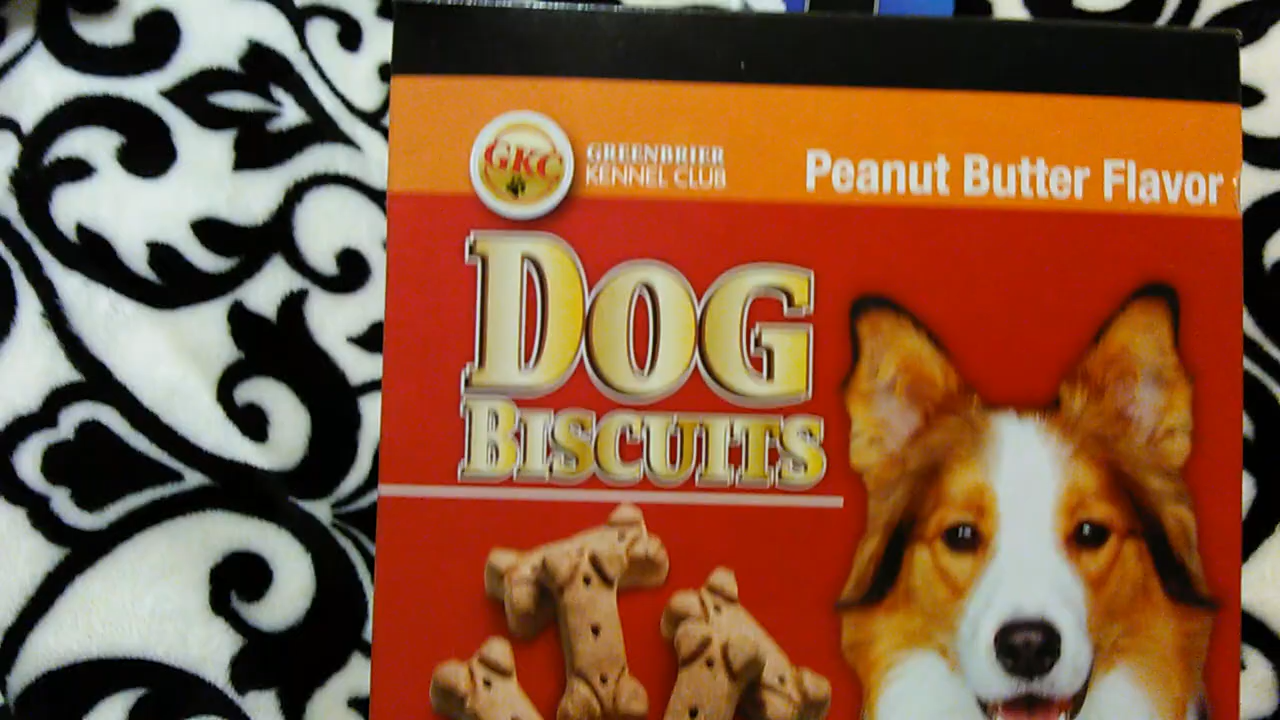 GKC
GREENBRIER
KENNEL CLUB
Peanut Butter Flavor
DOG
BISCUITS